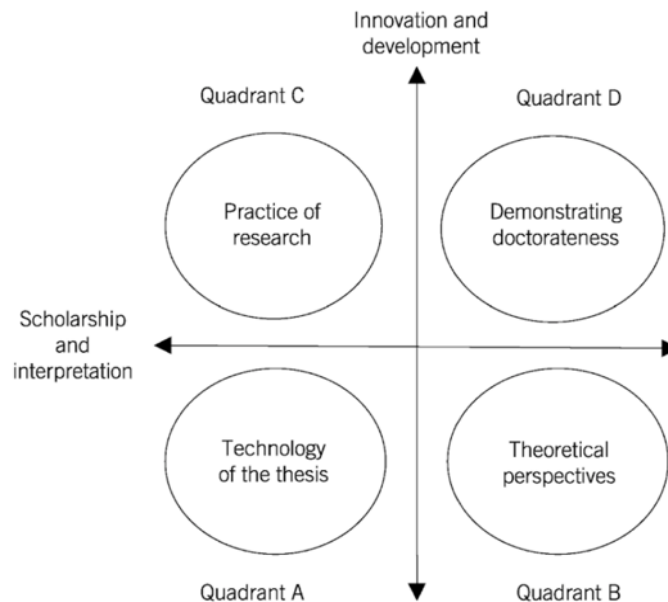 Innovation and
development
Quadrant C
Quadrant D
Practice of
research
Demonstrating
doctorateness
Scholarship
and
interpretation
Technology
of the thesis
Theoretical
perspectives
Quadrant A
Quadrant B